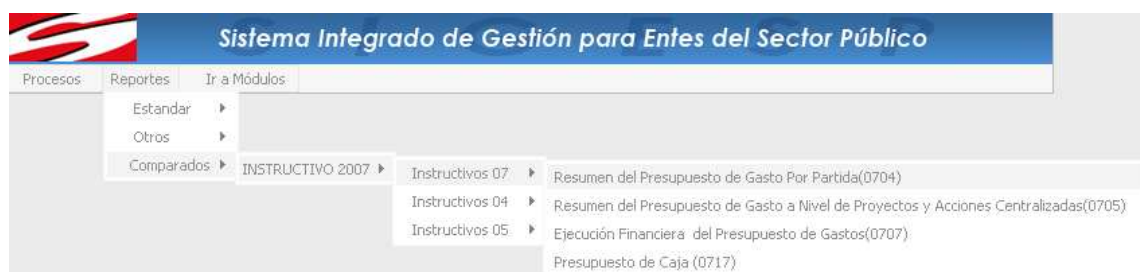 Sistema Integrado de Gestión para Entes del Sector Público
Procesos Reportes Ir a Módulos
Estandar
Otros
Comparados INSTRUCTIVO 2007 Instructivos 07 Resumen del Presupuesto de Gasto Por Partida(0704)
Instructivos 04 Resumen del Presupuesto de Gasto a Nivel de Proyectos y Acciones Centralizadas(0705)
Instructivos 05 Ejecución Financiera del Presupuesto de Gastos(0707)
Presupuesto de Caja (0717)